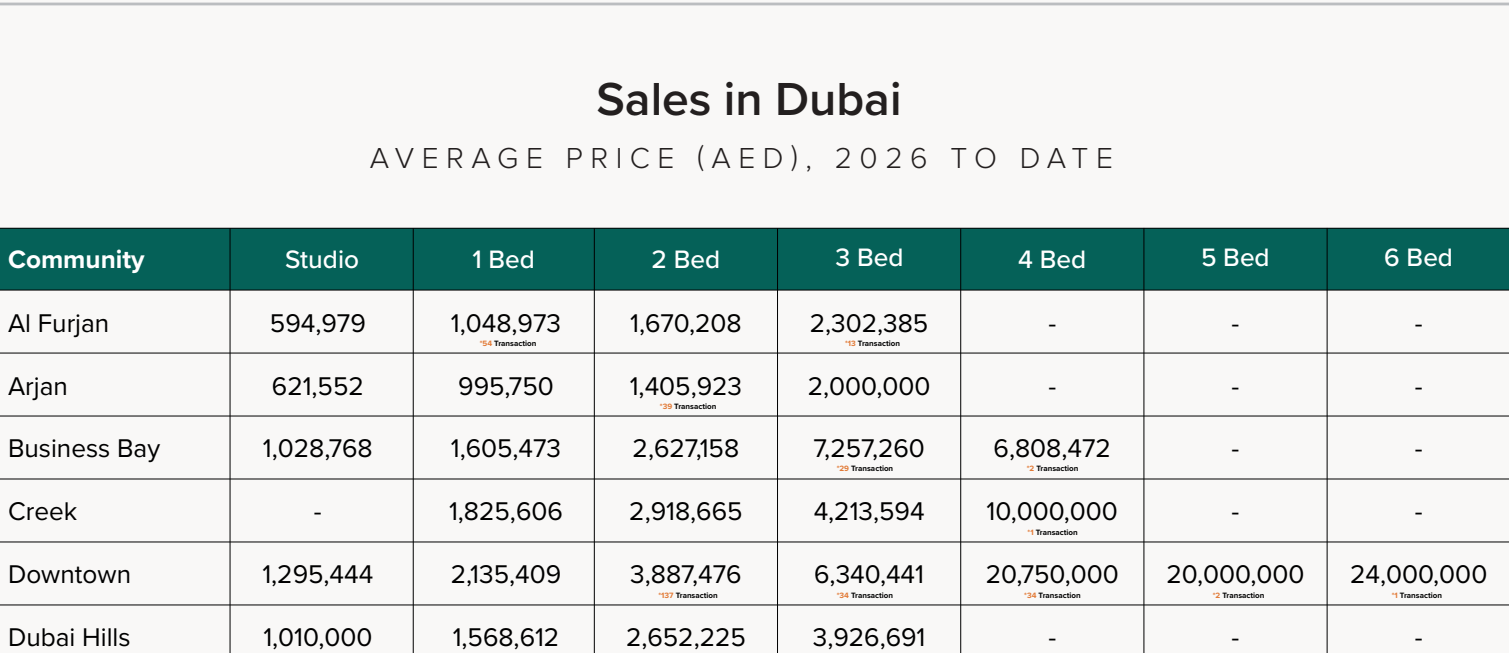 Sales in Dubai
AVERAGE PRICE (AED), 2026 TO DATE
Community Studio 1 Bed 2 Bed 3 Bed 4 Bed 5 Bed 6 Bed
Al Furjan 594,979 1,048,973 1,670,208 2,302,385 - - -
*54 Transaction *13 Transaction
Arjan 621,552 995,750 1,405,923 2,000,000 - - -
*39 Transaction
Business Bay 1,028,768 1,605,473 2,627,158 7,257,260 6,808,472 - -
*29 Transaction *2 Transaction
Creek - 1,825,606 2,918,665 4,213,594 10,000,000 - -
*1 Transaction
Downtown 1,295,444 2,135,409 3,887,476 6,340,441 20,750,000 20,000,000 24,000,000
*137 Transaction *34 Transaction *34 Transaction *2 Transaction *1 Transaction
Dubai Hills 1,010,000 1,568,612 2,652,225 3,926,691 - - -